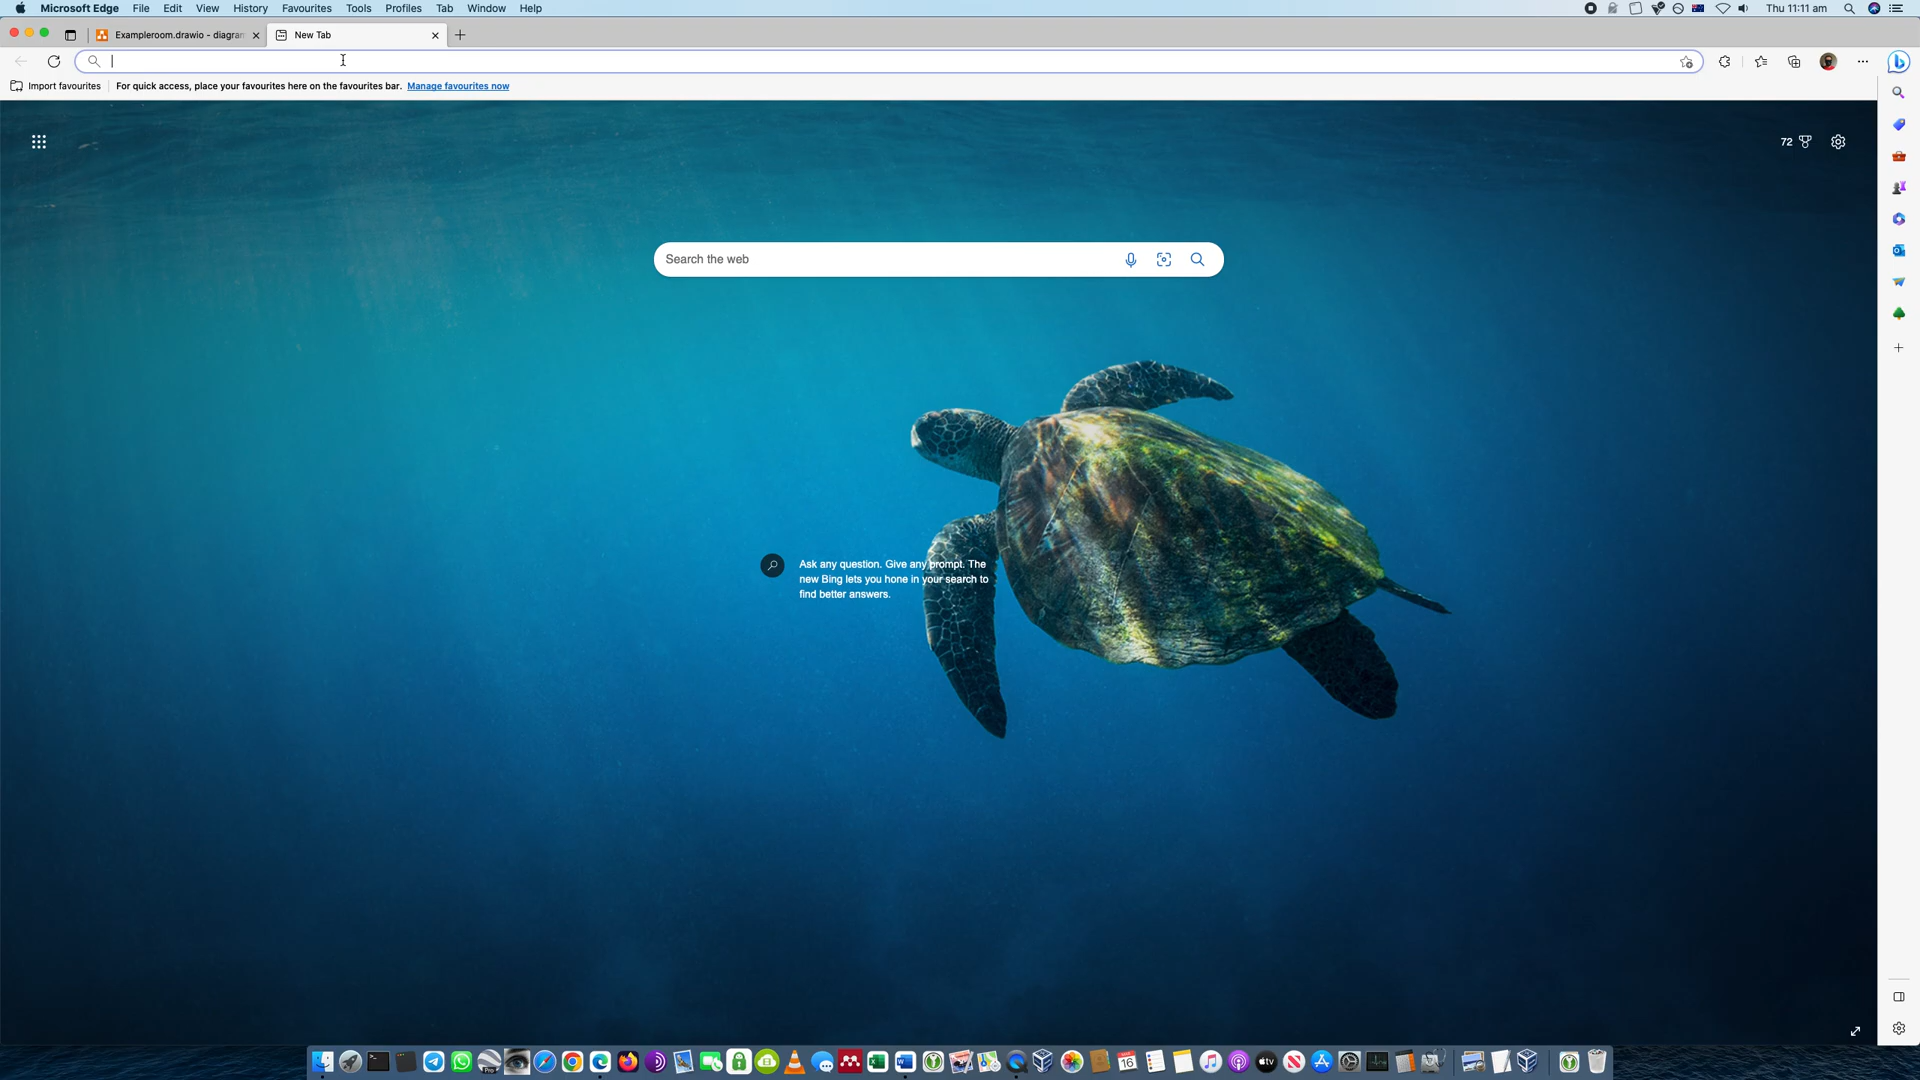 Microsoft Edge File Edit View History Favourites Tools Profiles Tab Window Help Thu 11:11 am
Exampleroom.drawio - diagram New Tab
Import favourites For quick access, place your favourites here on the favourites bar. Manage favourites now
72
Search the web
Ask any question. Give any prompt. The
new Bing lets you hone in your search to
find better answers.
16